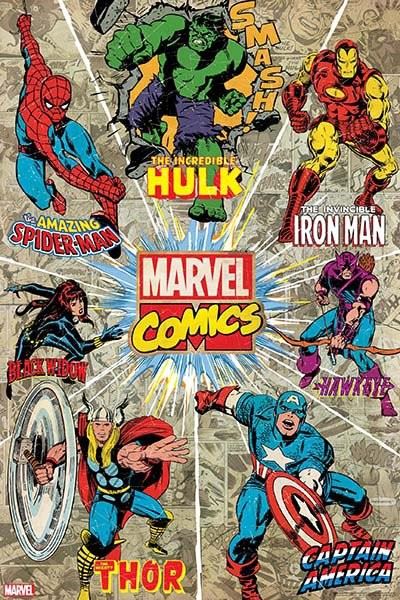 SMASH!
THE INCREDIBLE
HULK
the AMAZING
SPIDER-MAN
THE INVINCIBLE
IRON MAN
MARVEL
COMICS
BLACK WIDOW
HAWKEYE
THE MIGHTY
THOR
CAPTAIN
AMERICA
MARVEL